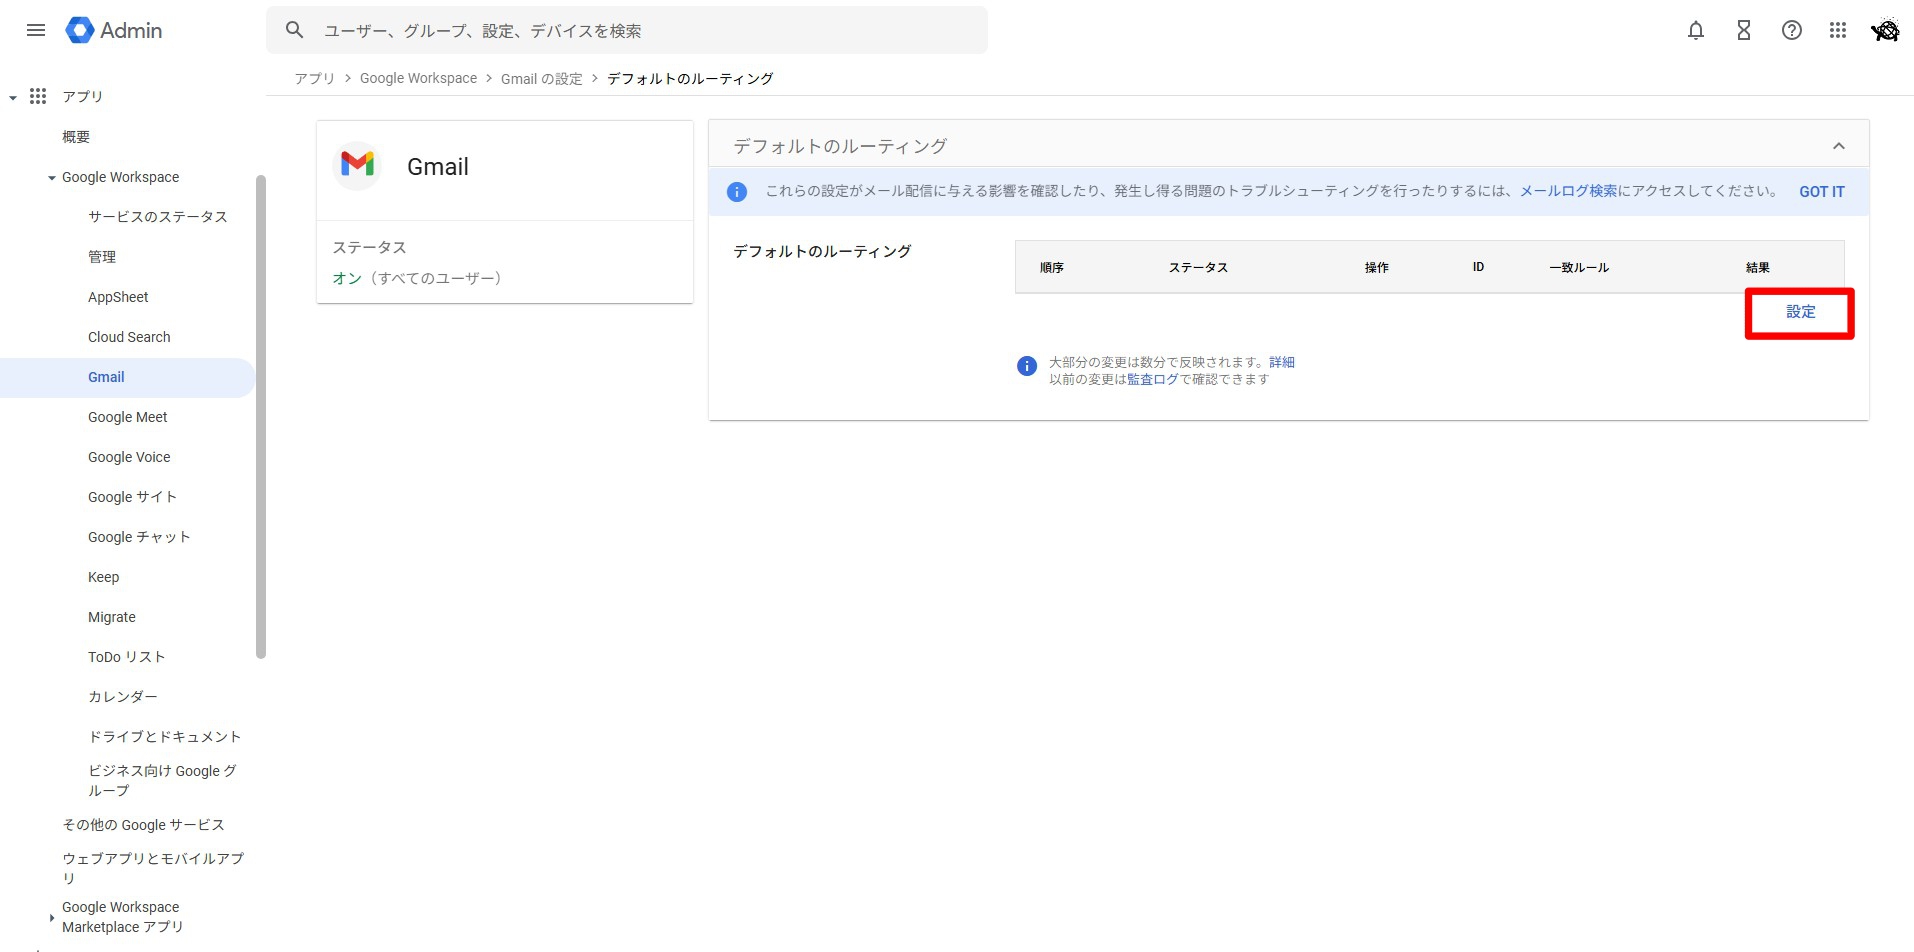 Admin
ユーザー、グループ、設定、デバイスを検索
アプリ > Google Workspace > Gmail の設定 > デフォルトのルーティング
アプリ
概要
Google Workspace
サービスのステータス
管理
AppSheet
Cloud Search
Gmail
Google Meet
Google Voice
Google サイト
Google チャット
Keep
Migrate
ToDo リスト
カレンダー
ドライブとドキュメント
ビジネス向け Google グ
ループ
その他の Google サービス
ウェブアプリとモバイルアプ
リ
Google Workspace
Marketplace アプリ
Gmail
ステータス
オン（すべてのユーザー）
デフォルトのルーティング
これらの設定がメール配信に与える影響を確認したり、発生し得る問題のトラブルシューティングを行ったりするには、メールログ検索にアクセスしてください。 GOT IT
デフォルトのルーティング
順序 ステータス 操作 ID 一致ルール 結果
設定
大部分の変更は数分で反映されます。詳細
以前の変更は監査ログで確認できます